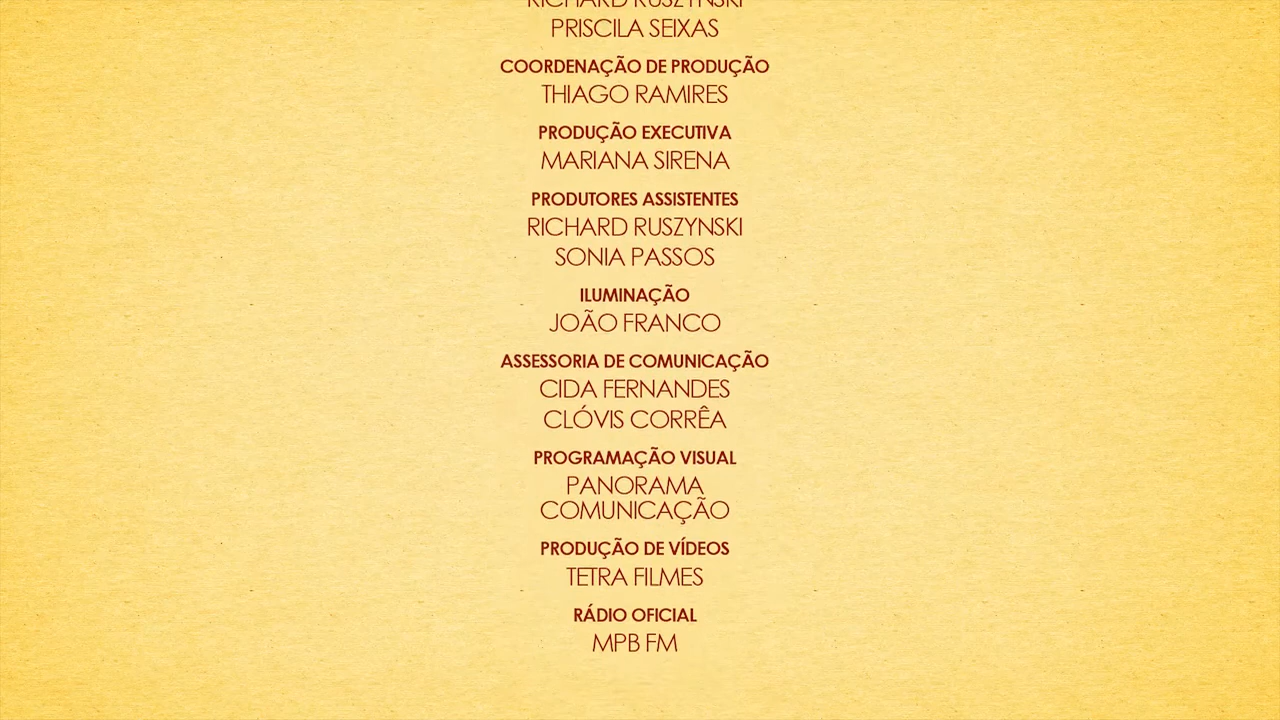 RICHARD RUSZYNSKI
PRISCILA SEIXAS
COORDENAÇÃO DE PRODUÇÃO
THIAGO RAMIRES
PRODUÇÃO EXECUTIVA
MARIANA SIRENA
PRODUTORES ASSISTENTES
RICHARD RUSZYNSKI
SONIA PASSOS
ILUMINAÇÃO
JOÃO FRANCO
ASSESSORIA DE COMUNICAÇÃO
CIDA FERNANDES
CLÓVIS CORRÊA
PROGRAMAÇÃO VISUAL
PANORAMA
COMUNICAÇÃO
PRODUÇÃO DE VÍDEOS
TETRA FILMES
RÁDIO OFICIAL
MPB FM